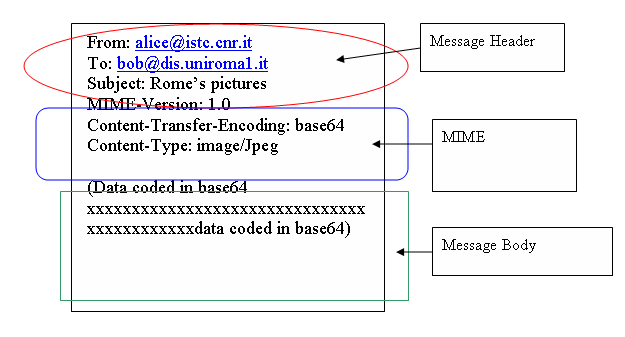 From: alice@istc.cnr.it
To: bob@dis.uniroma1.it
Subject: Rome's pictures
MIME-Version: 1.0
Content-Transfer-Encoding: base64
Content-Type: image/Jpeg
(Data coded in base64
xxxxxxxxxxxxxxxxxxxxxxxxxxxxxxx
xxxxxxxxxxxxdata coded in base64)
Message Header
MIME
Message Body